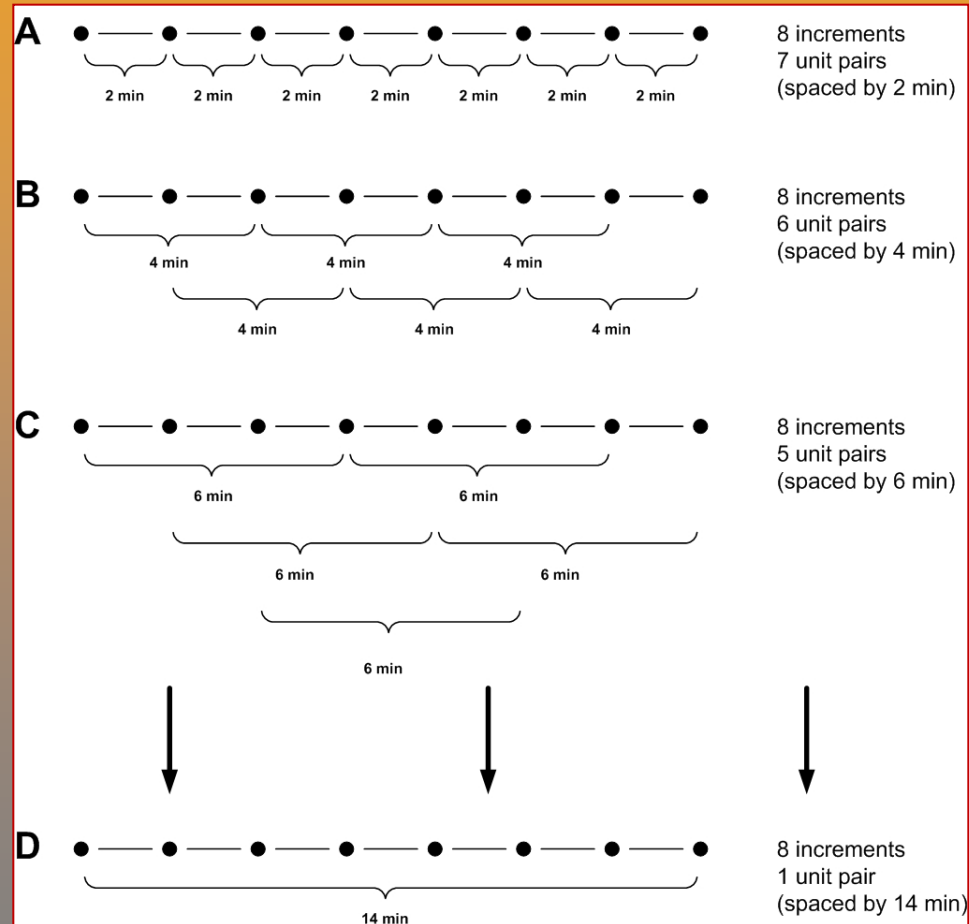 A
8 increments
7 unit pairs
(spaced by 2 min)
2 min 2 min 2 min 2 min 2 min 2 min 2 min
B
8 increments
6 unit pairs
(spaced by 4 min)
4 min 4 min 4 min
4 min 4 min 4 min
C
8 increments
5 unit pairs
(spaced by 6 min)
6 min 6 min
6 min 6 min
6 min
D
8 increments
1 unit pair
(spaced by 14 min)
14 min